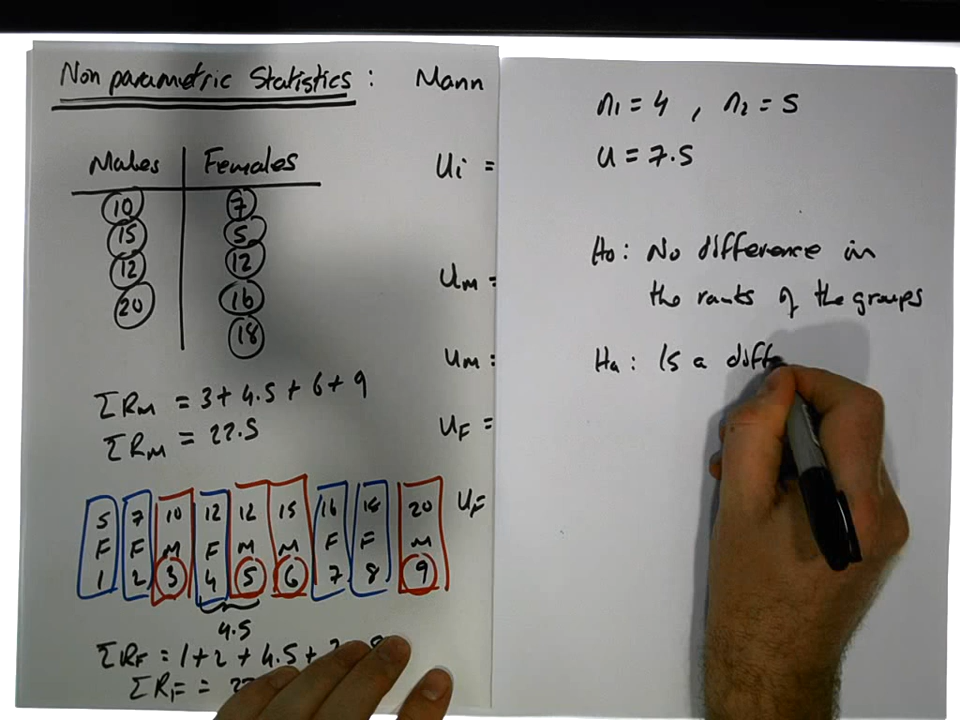 Non parametric Statistics : Mann
Males Females
10 7
15 5
12 12
20 16
18
ΣRM = 3+ 4.5 + 6 + 9
ΣRM = 22.5
5 7 10 12 12 15 16 18 20
F F M F M M F F M
1 2 3 4 5 6 7 8 9
4.5
ΣRF = 1+2 + 4.5+
ΣRF =
Ui =
UM =
UM =
UF =
UF
n1 = 4 , n2 = 5
U = 7.5
Ho : No difference in
the ranks of the groups
Ha : Is a diff